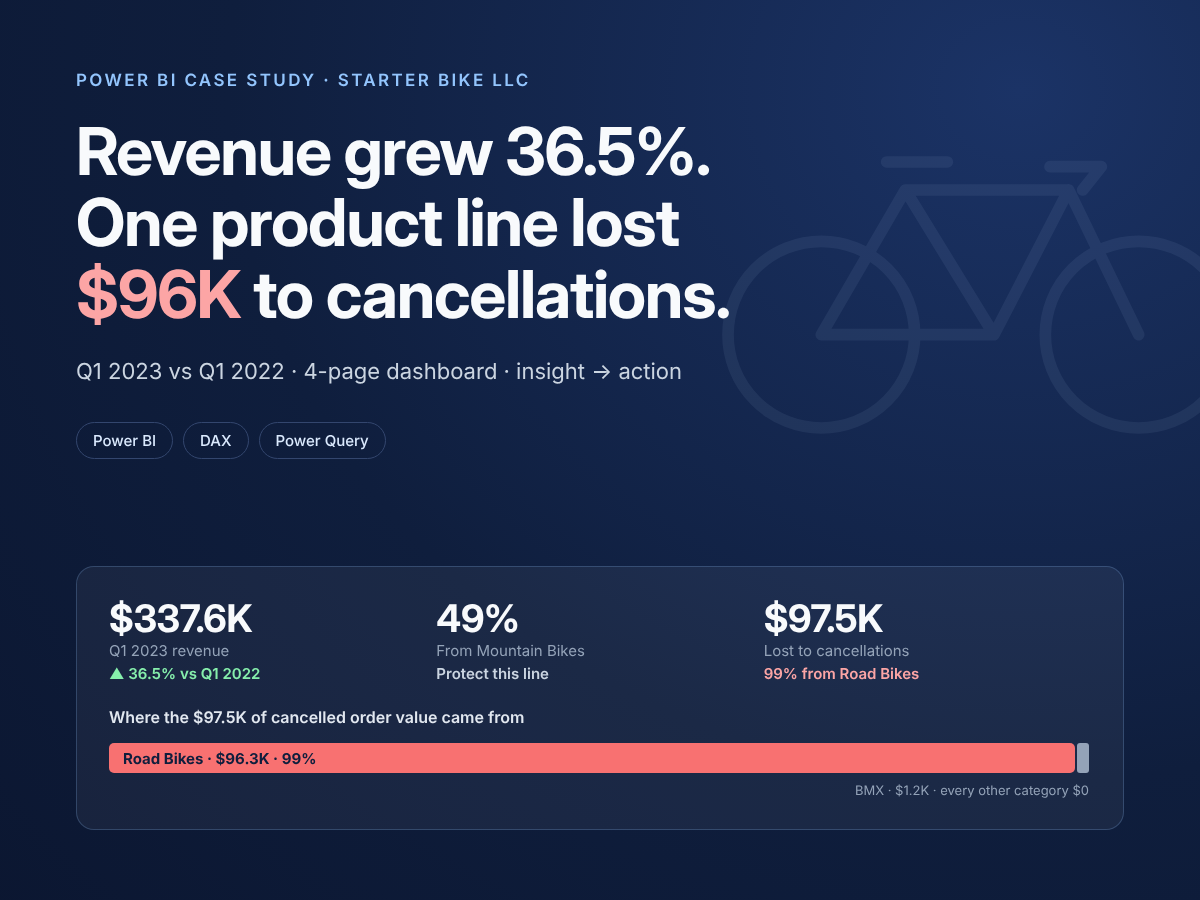 POWER BI CASE STUDY · STARTER BIKE LLC
Revenue grew 36.5%.
One product line lost
$96K to cancellations.
Q1 2023 vs Q1 2022 · 4-page dashboard · insight → action
Power BI
DAX
Power Query
$337.6K
Q1 2023 revenue
▲ 36.5% vs Q1 2022
49%
From Mountain Bikes
Protect this line
$97.5K
Lost to cancellations
99% from Road Bikes
Where the $97.5K of cancelled order value came from
Road Bikes · $96.3K · 99%
BMX · $1.2K · every other category $0